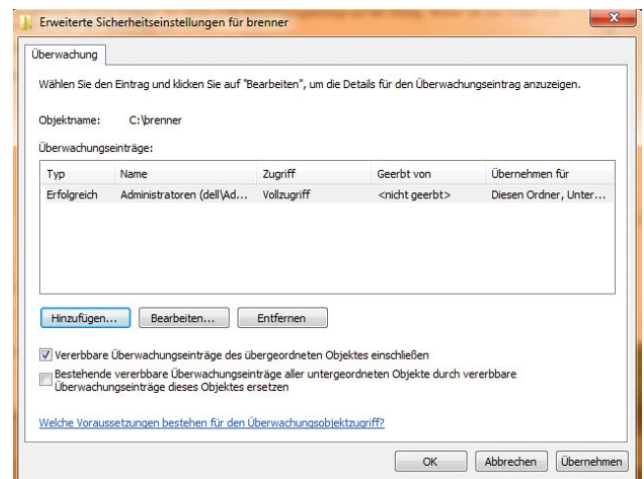 Erweiterte Sicherheitseinstellungen für brenner
Überwachung
Wählen Sie den Eintrag und klicken Sie auf "Bearbeiten", um die Details für den Überwachungseintrag anzuzeigen.
Objektname: C:\brenner
Überwachungseinträge:
Typ Name Zugriff Geerbt von Übernehmen für
Erfolgreich Administratoren (dell\Ad... Vollzugriff <nicht geerbt> Diesen Ordner, Unter...
Hinzufügen... Bearbeiten... Entfernen
Vererbbare Überwachungseinträge des übergeordneten Objektes einschließen
Bestehende vererbbare Überwachungseinträge aller untergeordneten Objekte durch vererbbare
Überwachungseinträge dieses Objektes ersetzen
Welche Voraussetzungen bestehen für den Überwachungsobjektzugriff?
OK Abbrechen Übernehmen